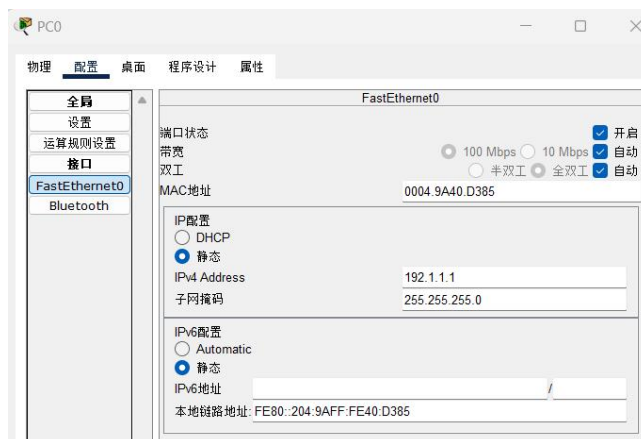 PC0
物理 配置 桌面 程序设计 属性
全局
设置
运算规则设置
接口
FastEthernet0
Bluetooth
FastEthernet0
端口状态 开启
带宽 100 Mbps 10 Mbps 自动
双工 半双工 全双工 自动
MAC地址 0004.9A40.D385
IP配置
DHCP
静态
IPv4 Address 192.1.1.1
子网掩码 255.255.255.0
IPv6配置
Automatic
静态
IPv6地址 /
本地链路地址: FE80::204:9AFF:FE40:D385